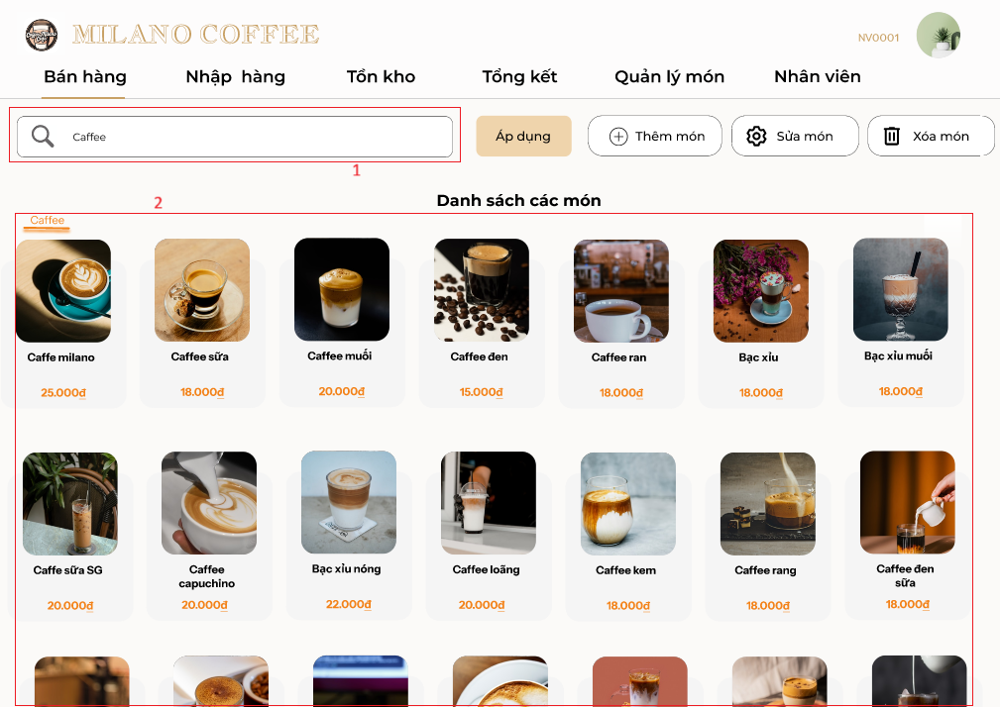 MILANO COFFEE
NV0001
Bán hàng
Nhập hàng
Tồn kho
Tổng kết
Quản lý món
Nhân viên
Caffee
Áp dụng
Thêm món
Sửa món
Xóa món
1
2
Danh sách các món
Caffee
Caffe milano
Caffee sữa
Caffee muối
Caffee đen
Caffee ran
Bạc xỉu
Bạc xỉu muối
25.000đ
18.000đ
20.000đ
15.000đ
18.000đ
18.000đ
18.000đ
Caffe sữa SG
Caffee
capuchino
Bạc xỉu nóng
Caffee loãng
Caffee kem
Caffee rang
Caffee đen
sữa
20.000đ
20.000đ
22.000đ
20.000đ
18.000đ
18.000đ
18.000đ